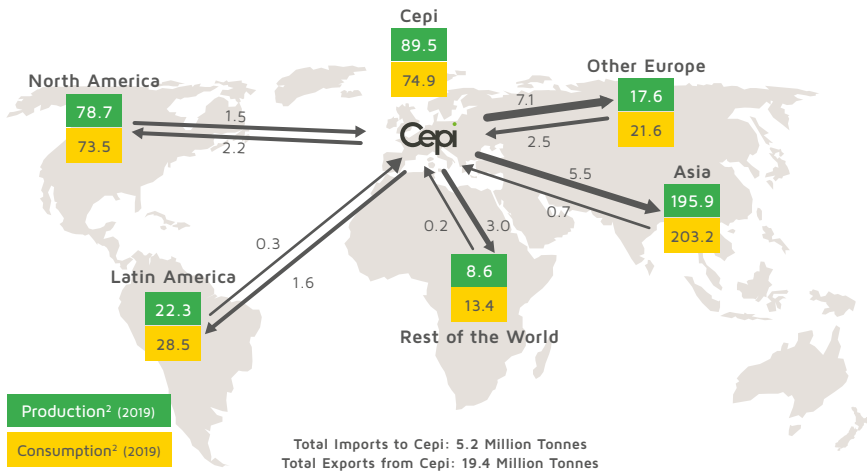 Cepi
89.5
74.9
North America
78.7
73.5
Other Europe
17.6
21.6
1.5
2.2
Cepi
7.1
2.5
Asia
195.9
203.2
5.5
0.7
0.3
1.6
0.2
3.0
Latin America
22.3
28.5
8.6
13.4
Rest of the World
Production² (2019)
Consumption² (2019)
Total Imports to Cepi: 5.2 Million Tonnes
Total Exports from Cepi: 19.4 Million Tonnes